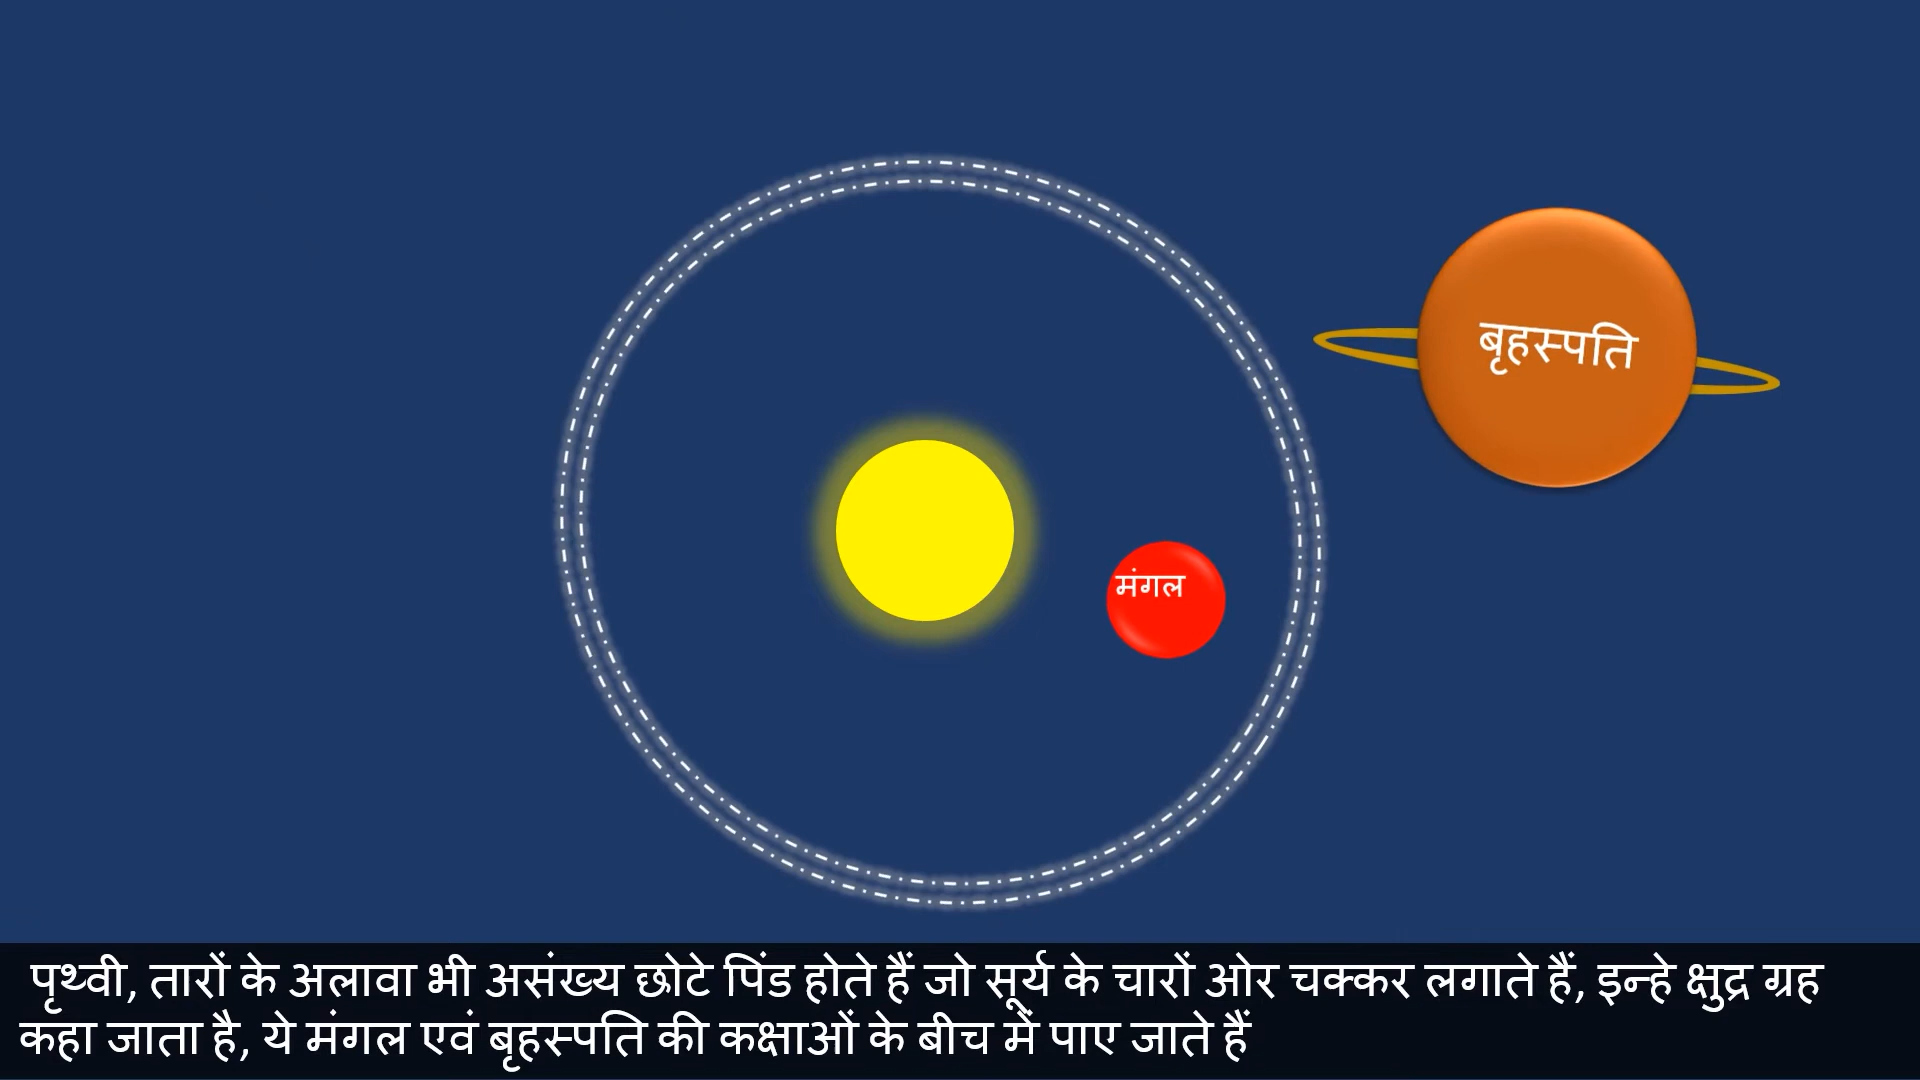 बृहस्पति
मंगल
पृथ्वी, तारों के अलावा भी असंख्य छोटे पिंड होते हैं जो सूर्य के चारों ओर चक्कर लगाते हैं, इन्हे क्षुद्र ग्रह
कहा जाता है, ये मंगल एवं बृहस्पति की कक्षाओं के बीच में पाए जाते हैं